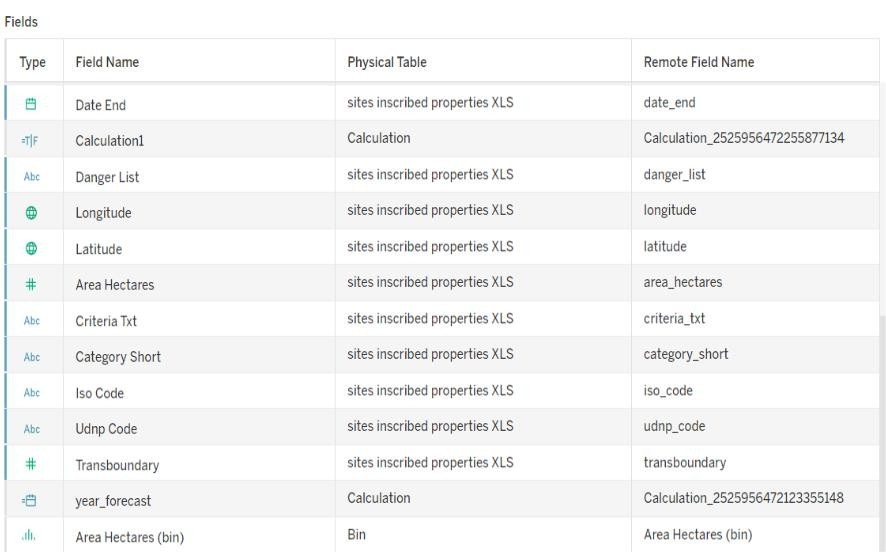 Fields
Type Field Name Physical Table Remote Field Name
Date End sites inscribed properties XLS date_end
=T|F Calculation1 Calculation Calculation_2525956472255877134
Abc Danger List sites inscribed properties XLS danger_list
Longitude sites inscribed properties XLS longitude
Latitude sites inscribed properties XLS latitude
# Area Hectares sites inscribed properties XLS area_hectares
Abc Criteria Txt sites inscribed properties XLS criteria_txt
Abc Category Short sites inscribed properties XLS category_short
Abc Iso Code sites inscribed properties XLS iso_code
Abc Udnp Code sites inscribed properties XLS udnp_code
# Transboundary sites inscribed properties XLS transboundary
= year_forecast Calculation Calculation_2525956472123355148
Area Hectares (bin) Bin Area Hectares (bin)